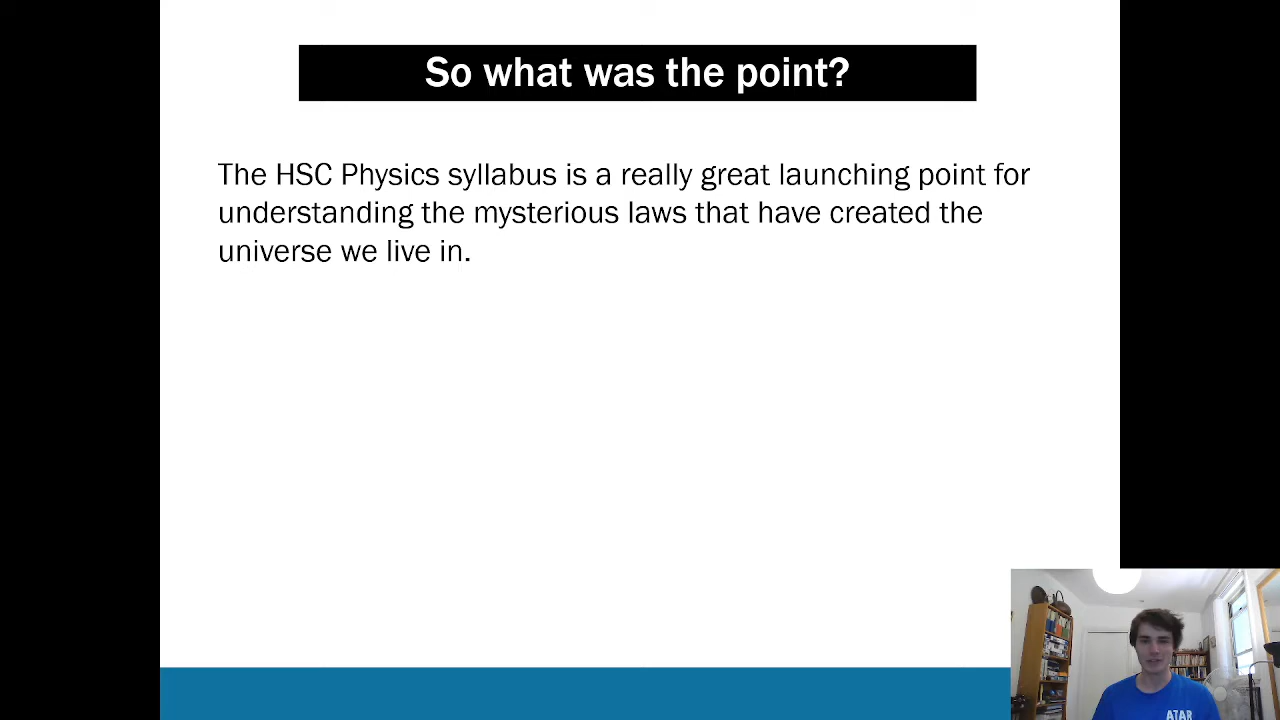 So what was the point?
The HSC Physics syllabus is a really great launching point for
understanding the mysterious laws that have created the
universe we live in.
ATAR